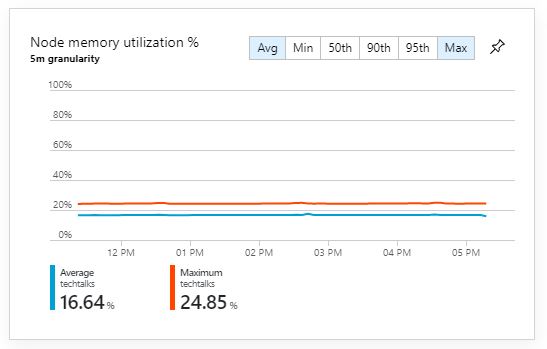 Node memory utilization %
5m granularity
Avg Min 50th 90th 95th Max
100%
80%
60%
40%
20%
0%
12 PM 01 PM 02 PM 03 PM 04 PM 05 PM
Average Maximum
techtalks techtalks
16.64 % 24.85 %